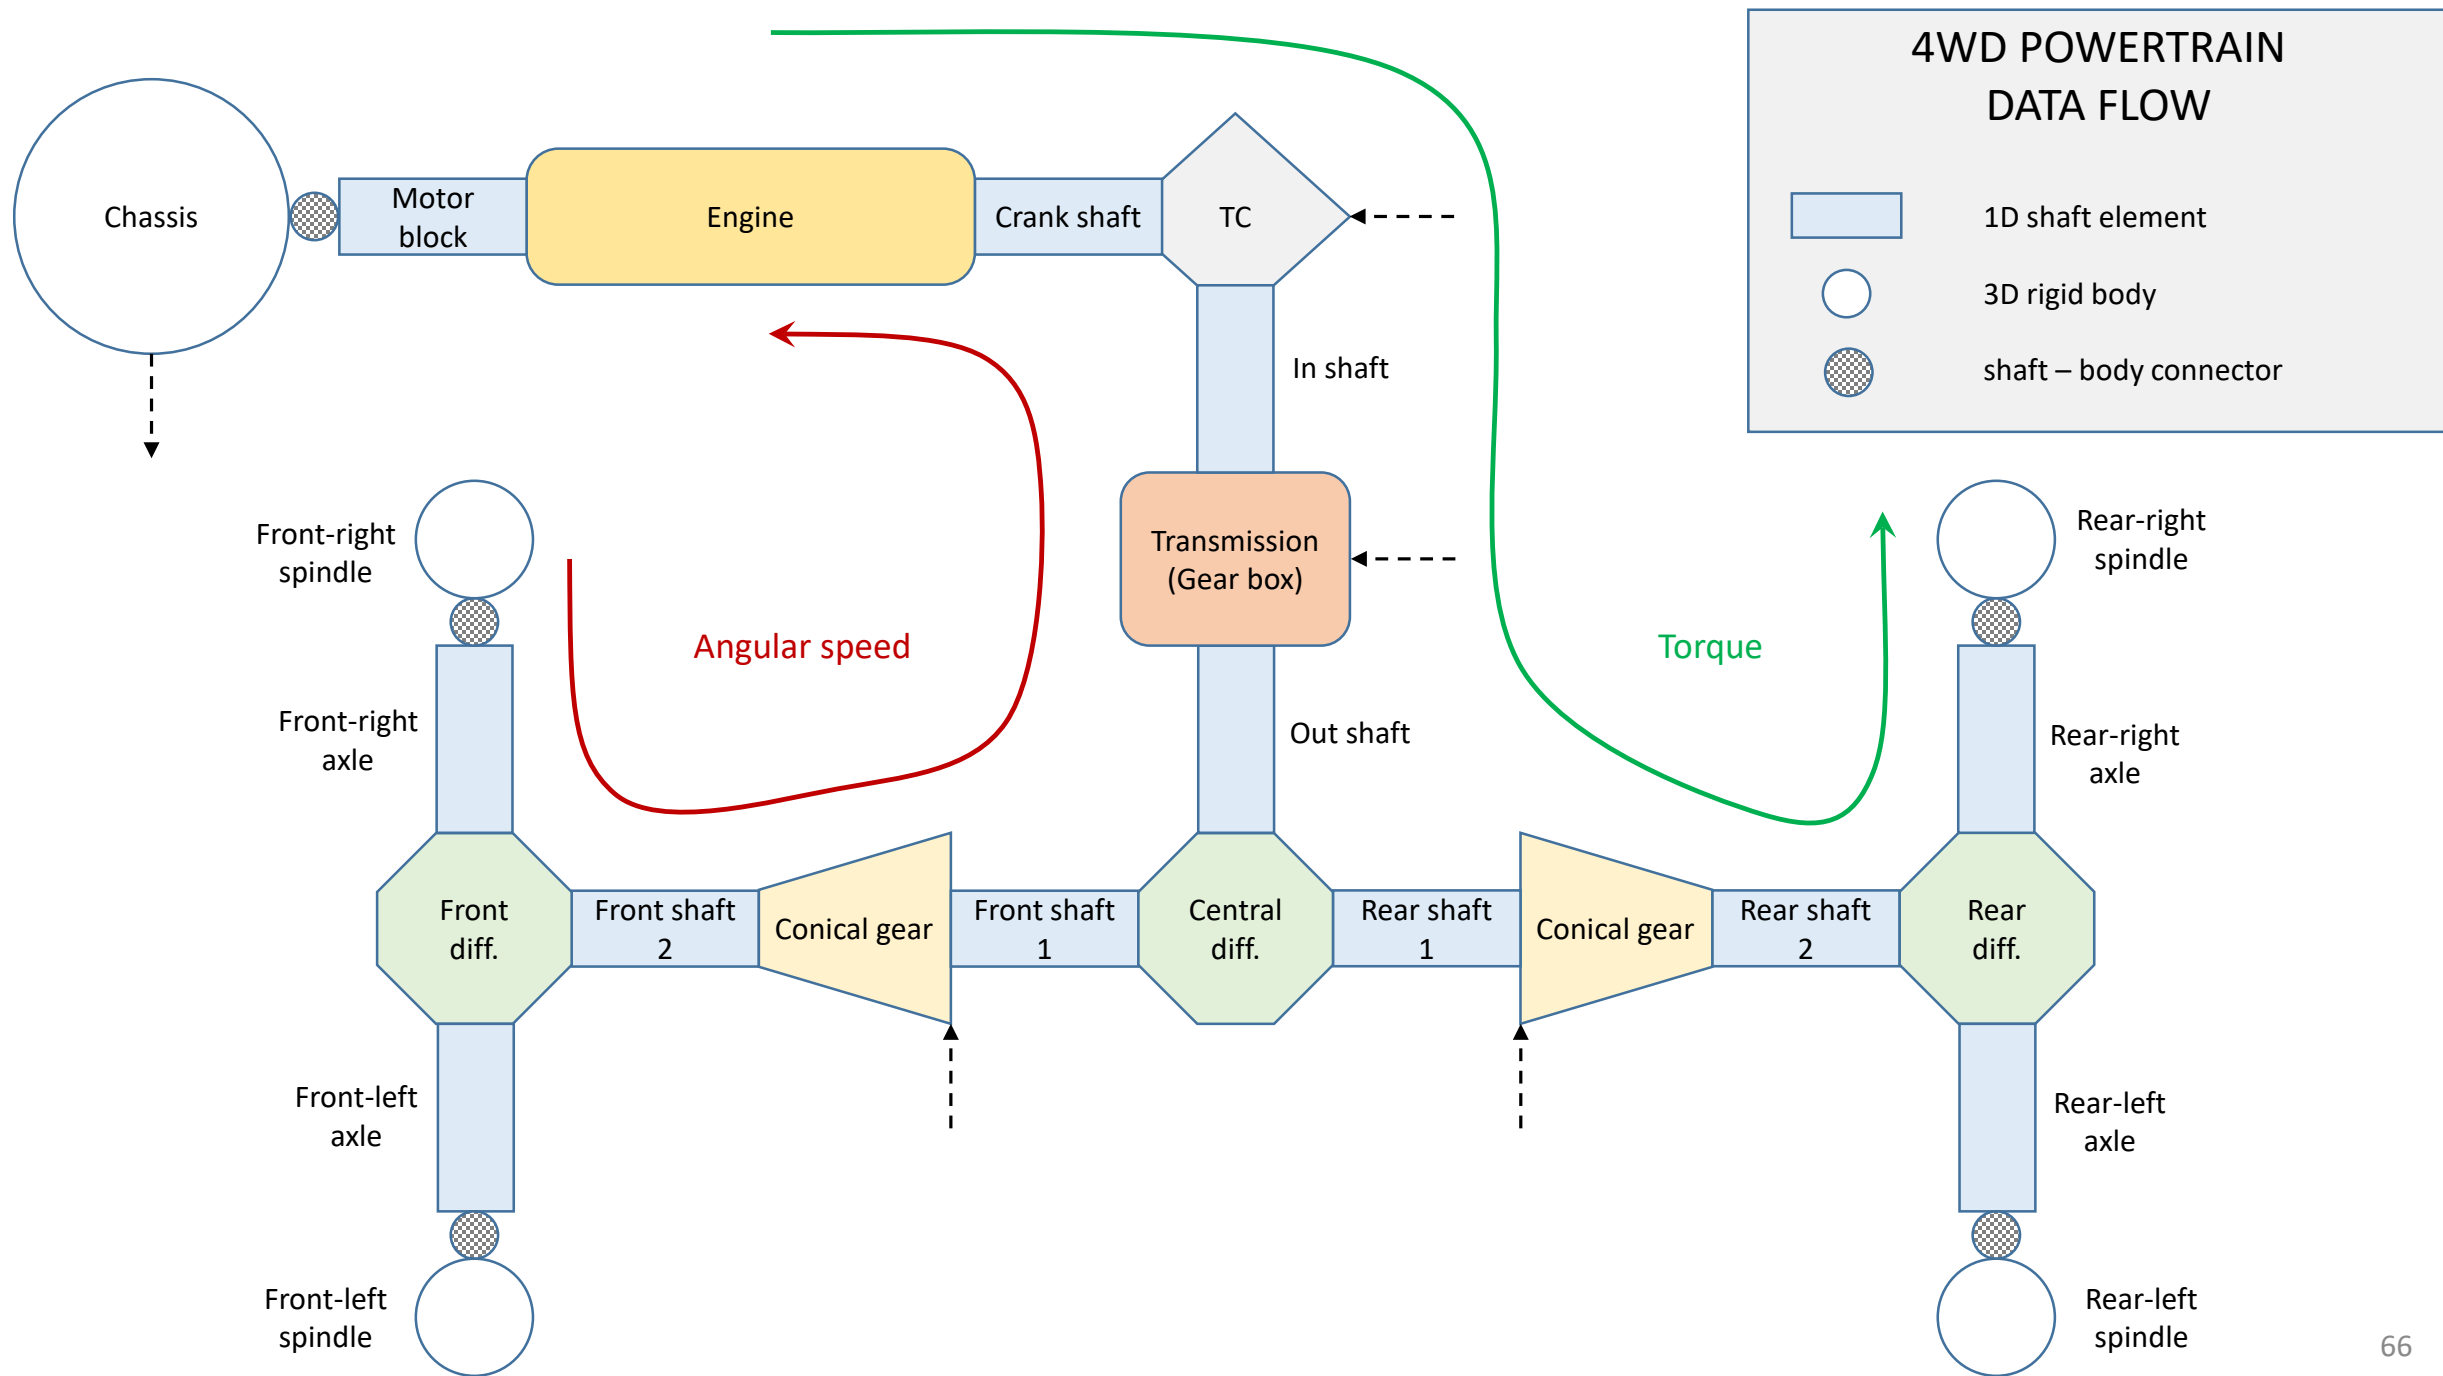 4WD POWERTRAIN
DATA FLOW
1D shaft element
3D rigid body
shaft – body connector
Chassis
Motor
block
Engine
Crank shaft
TC
In shaft
Transmission
(Gear box)
Out shaft
Angular speed
Torque
Front-right
spindle
Front-right
axle
Rear-right
spindle
Rear-right
axle
Front
diff.
Front shaft
2
Conical gear
Front shaft
1
Central
diff.
Rear shaft
1
Conical gear
Rear shaft
2
Rear
diff.
Front-left
axle
Front-left
spindle
Rear-left
axle
Rear-left
spindle
66